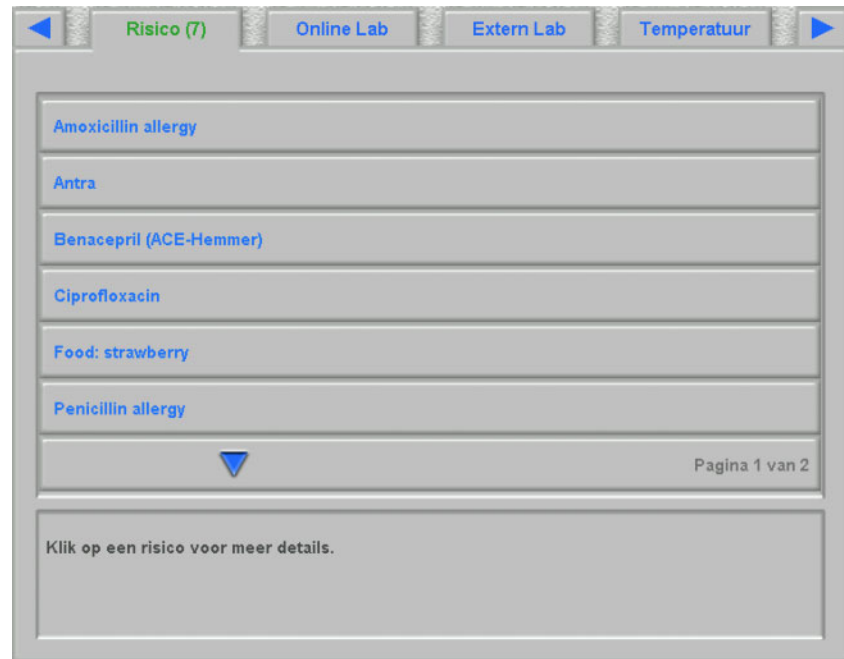 Risico (7)
Online Lab
Extern Lab
Temperatuur
Amoxicillin allergy
Antra
Benacepril (ACE-Hemmer)
Ciprofloxacin
Food: strawberry
Penicillin allergy
Pagina 1 van 2
Klik op een risico voor meer details.